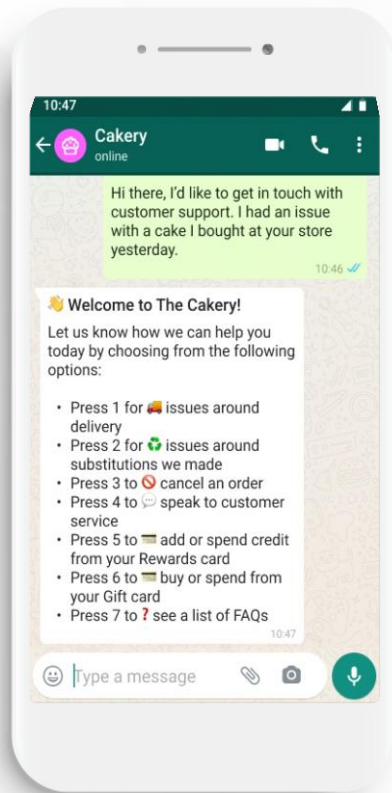 10:47
Cakery
online
Hi there, I'd like to get in touch with
customer support. I had an issue
with a cake I bought at your store
yesterday.
10:46
👋 Welcome to The Cakery!
Let us know how we can help you
today by choosing from the following
options:
• Press 1 for 🚚 issues around
delivery
• Press 2 for ♻️ issues around
substitutions we made
• Press 3 to 🚫 cancel an order
• Press 4 to 💬 speak to customer
service
• Press 5 to 💳 add or spend credit
from your Rewards card
• Press 6 to 💳 buy or spend from
your Gift card
• Press 7 to ❓ see a list of FAQs
10:47
Type a message